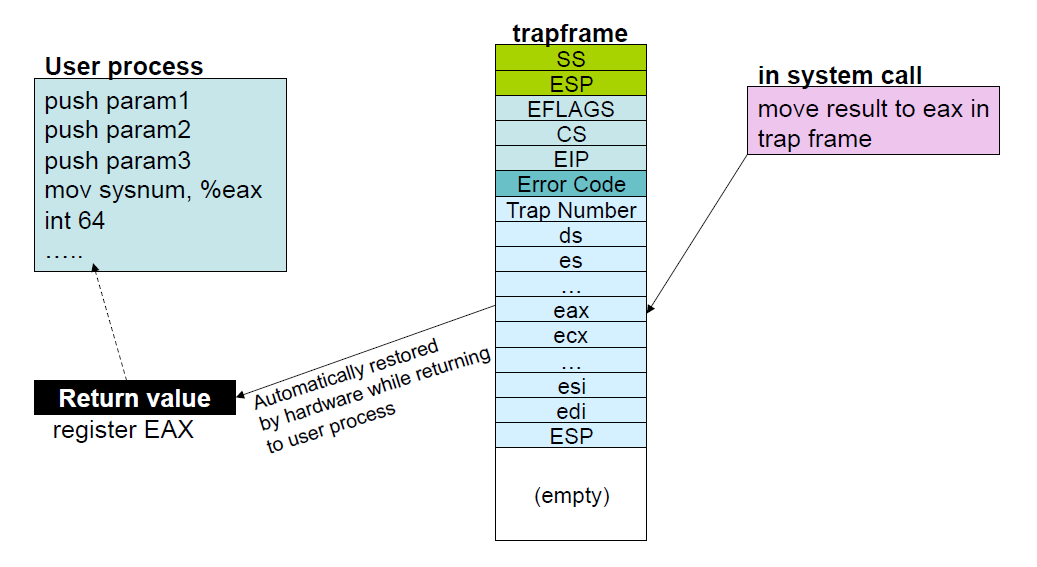 User process
push param1
push param2
push param3
mov sysnum, %eax
int 64
…..
Return value
register EAX
Automatically restored
by hardware while returning
to user process
trapframe
SS
ESP
EFLAGS
CS
EIP
Error Code
Trap Number
ds
es
…
eax
ecx
…
esi
edi
ESP
(empty)
in system call
move result to eax in
trap frame